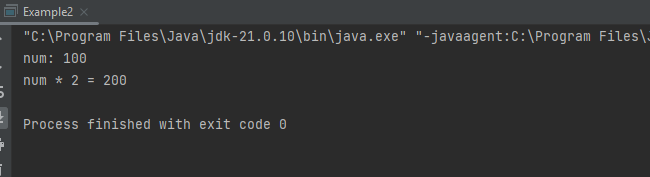 Example2
"C:\Program Files\Java\jdk-21.0.10\bin\java.exe" "-javaagent:C:\Program Files\J
num: 100
num * 2 = 200
Process finished with exit code 0